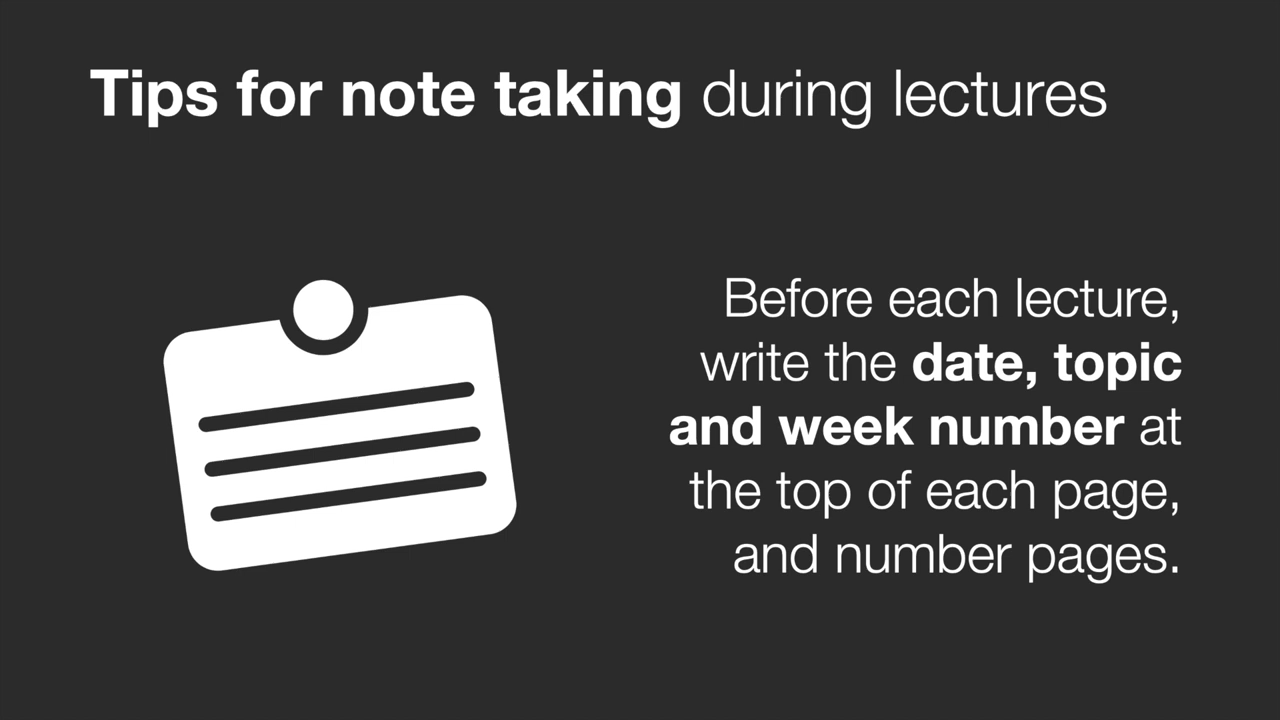 Tips for note taking during lectures
Before each lecture,
write the date, topic
and week number at
the top of each page,
and number pages.